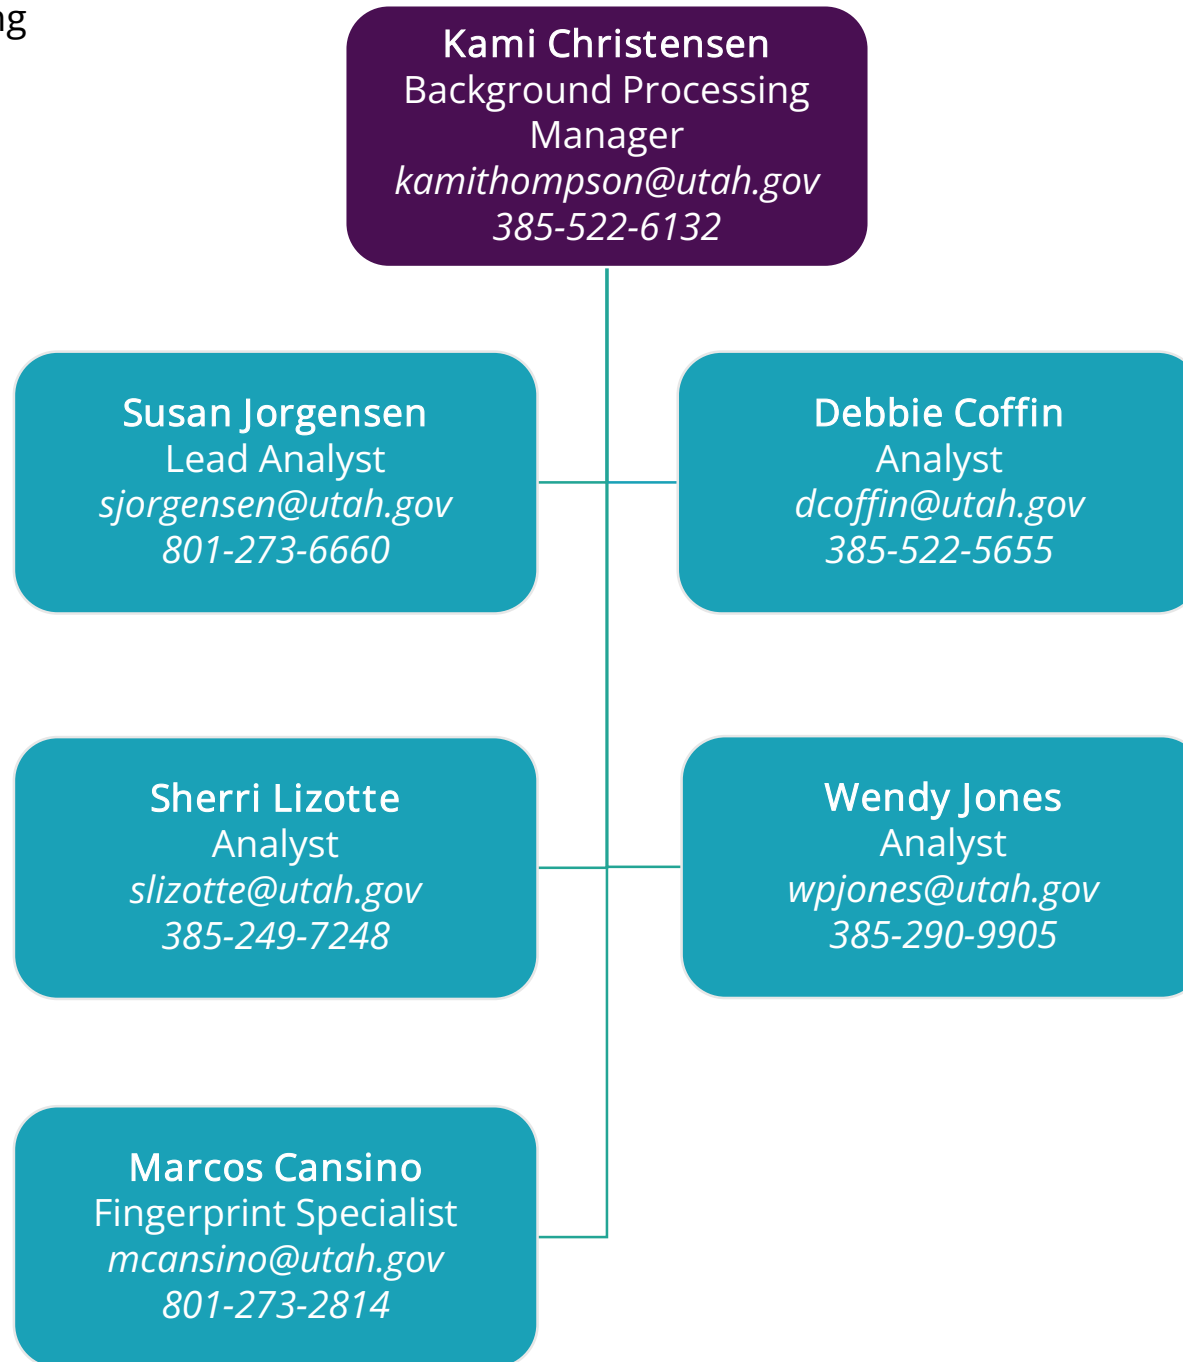 Kami Christensen
Background Processing
Manager
kamithompson@utah.gov
385-522-6132
Susan Jorgensen
Lead Analyst
sjorgensen@utah.gov
801-273-6660
Debbie Coffin
Analyst
dcoffin@utah.gov
385-522-5655
Sherri Lizotte
Analyst
slizotte@utah.gov
385-249-7248
Wendy Jones
Analyst
wpjones@utah.gov
385-290-9905
Marcos Cansino
Fingerprint Specialist
mcansino@utah.gov
801-273-2814